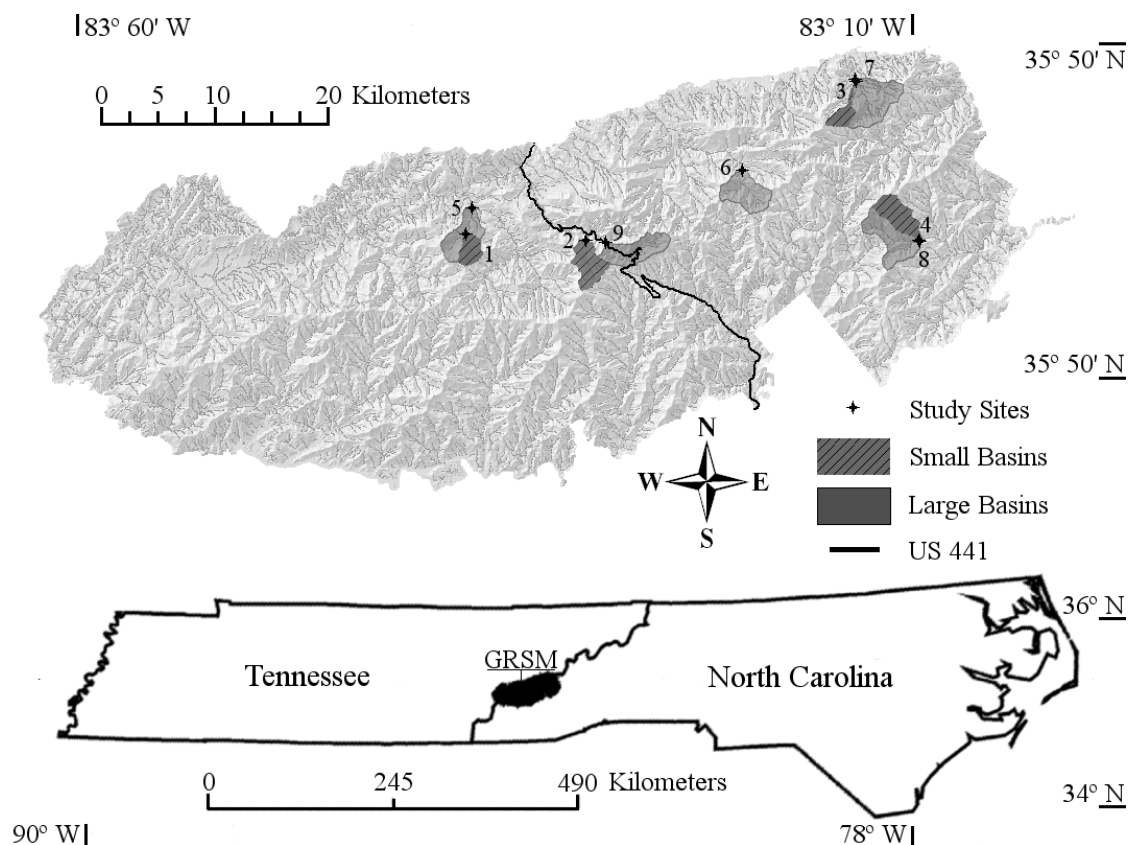 83° 60' W
83° 10' W
35° 50' N
0 5 10 20 Kilometers
7
3
6
5
4
2
9
1
8
35° 50' N
Study Sites
Small Basins
Large Basins
US 441
N
W E
S
36° N
GRSM
Tennessee
North Carolina
0 245 490 Kilometers
34° N
90° W
78° W